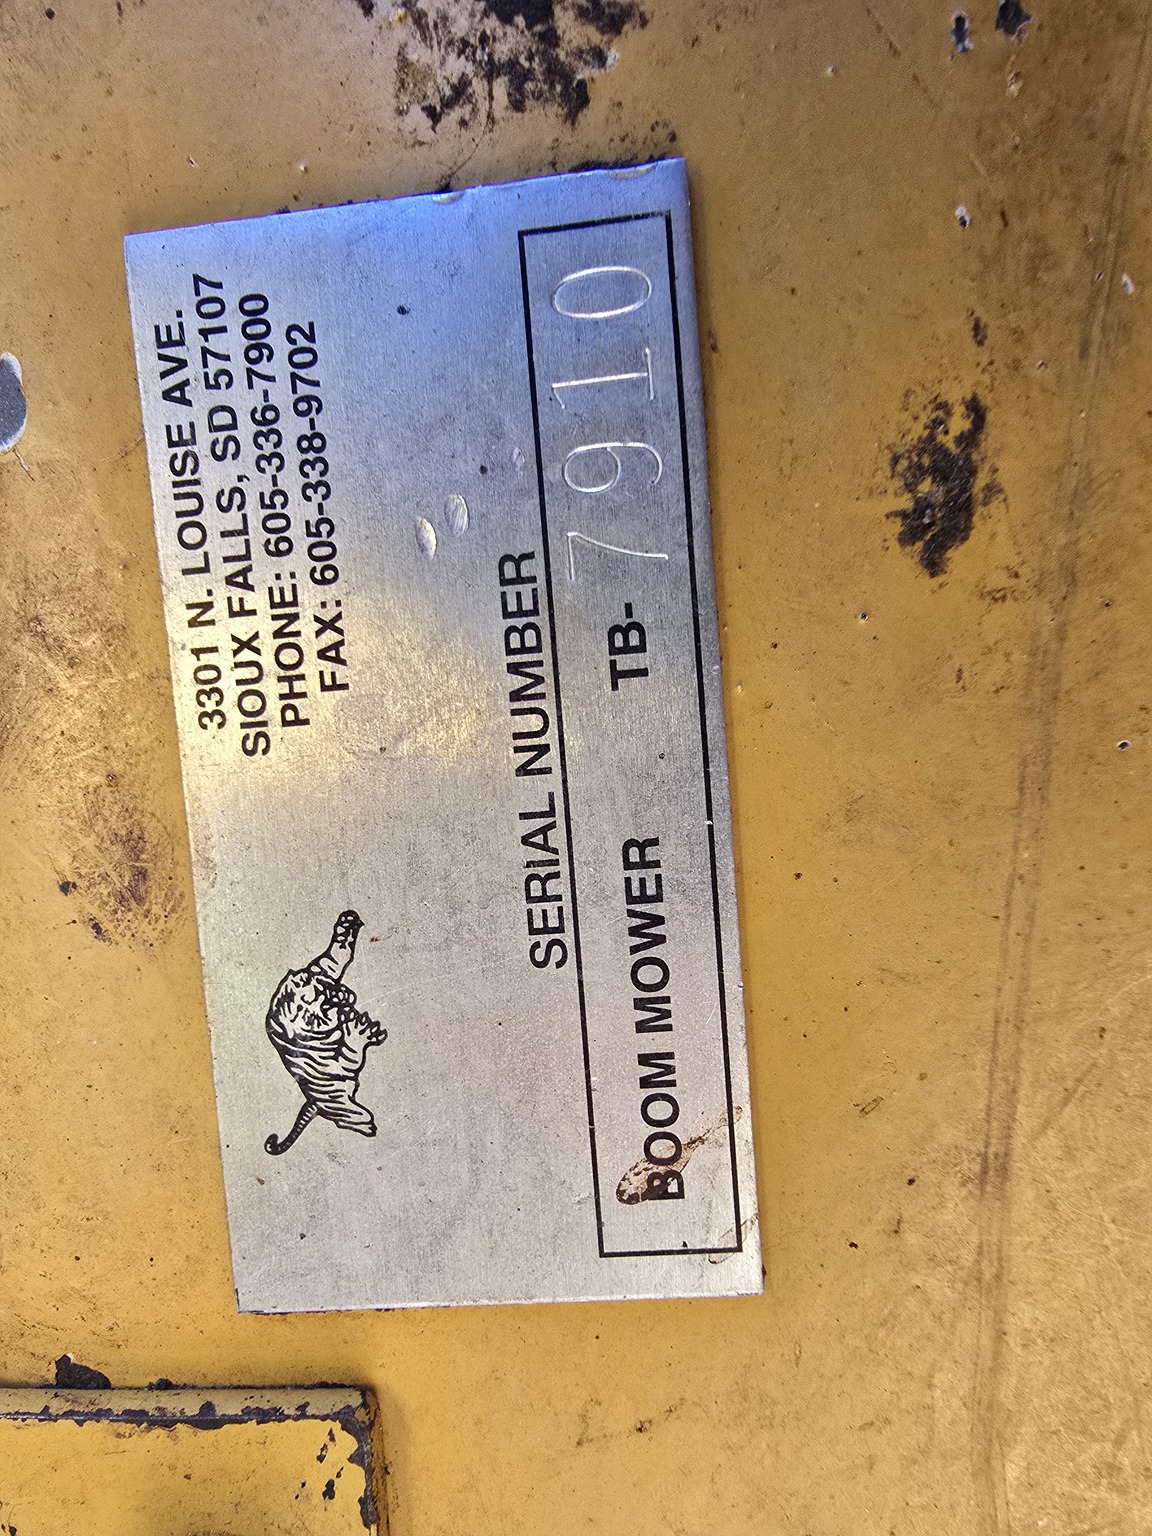 3301 N. LOUISE AVE.
SIOUX FALLS, SD 57107
PHONE: 605-336-7900
FAX: 605-338-9702
SERIAL NUMBER
BOOM MOWER TB- 7910